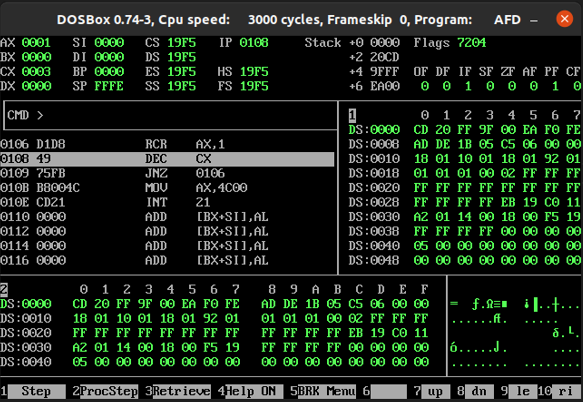 DOSBox 0.74-3, Cpu speed: 3000 cycles, Frameskip 0, Program: AFD
AX 0001 SI 0000 CS 19F5 IP 0108 Stack +0 0000 Flags 7204
BX 0000 DI 0000 DS 19F5 +2 20CD
CX 0003 BP 0000 ES 19F5 HS 19F5 +4 9FFF OF DF IF SF ZF AF PF CF
DX 0000 SP FFFE SS 19F5 FS 19F5 +6 EA00 0 0 1 0 0 0 1 0
CMD >
0106 D1D8 RCR AX,1
0108 49 DEC CX
0109 75FB JNZ 0106
010B B8004C MOV AX,4C00
010E CD21 INT 21
0110 0000 ADD [BX+SI],AL
0112 0000 ADD [BX+SI],AL
0114 0000 ADD [BX+SI],AL
0116 0000 ADD [BX+SI],AL
1 0 1 2 3 4 5 6 7
DS:0000 CD 20 FF 9F 00 EA F0 FE
DS:0008 AD DE 1B 05 C5 06 00 00
DS:0010 18 01 10 01 18 01 92 01
DS:0018 01 01 01 00 02 FF FF FF
DS:0020 FF FF FF FF FF FF FF FF
DS:0028 FF FF FF FF EB 19 C0 11
DS:0030 A2 01 14 00 18 00 F5 19
DS:0038 FF FF FF FF 00 00 00 00
DS:0040 05 00 00 00 00 00 00 00
DS:0048 00 00 00 00 00 00 00 00
2 0 1 2 3 4 5 6 7 8 9 A B C D E F
DS:0000 CD 20 FF 9F 00 EA F0 FE AD DE 1B 05 C5 06 00 00
DS:0010 18 01 10 01 18 01 92 01 01 01 01 00 02 FF FF FF
DS:0020 FF FF FF FF FF FF FF FF FF FF FF FF EB 19 C0 11
DS:0030 A2 01 14 00 18 00 F5 19 FF FF FF FF 00 00 00 00
DS:0040 05 00 00 00 00 00 00 00 00 00 00 00 00 00 00 00
1 Step 2ProcStep 3Retrieve 4Help ON 5BRK Menu 6 7 up 8 dn 9 le 10 ri